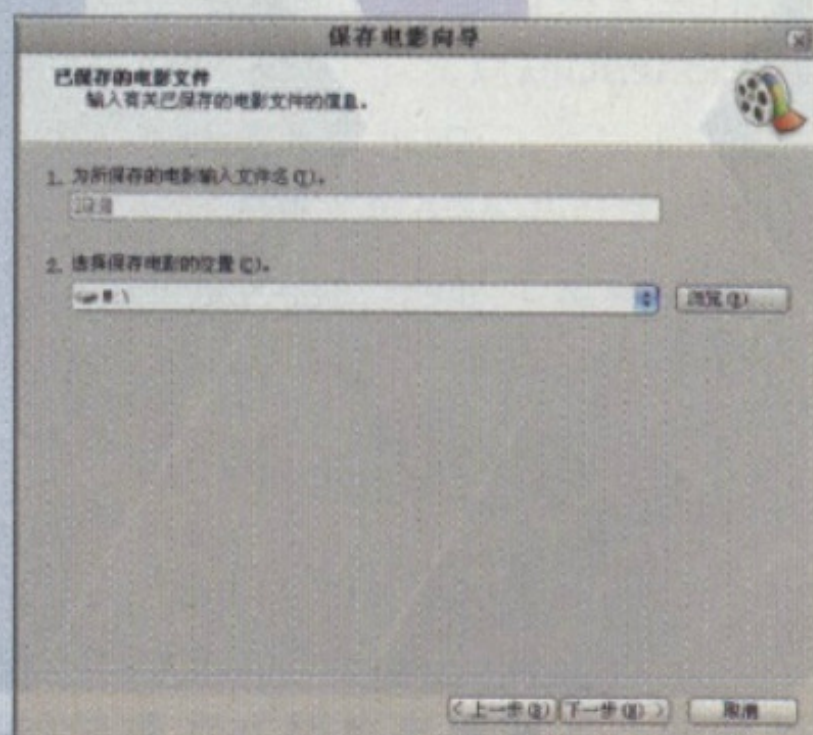 保存电影向导
已保存的电影文件
输入有关已保存的电影文件的信息。
1. 为所保存的电影输入文件名(T)。
2. 选择保存电影的位置(C)。
浏览(R)...
< 上一步(B)
下一步(N) >
取消